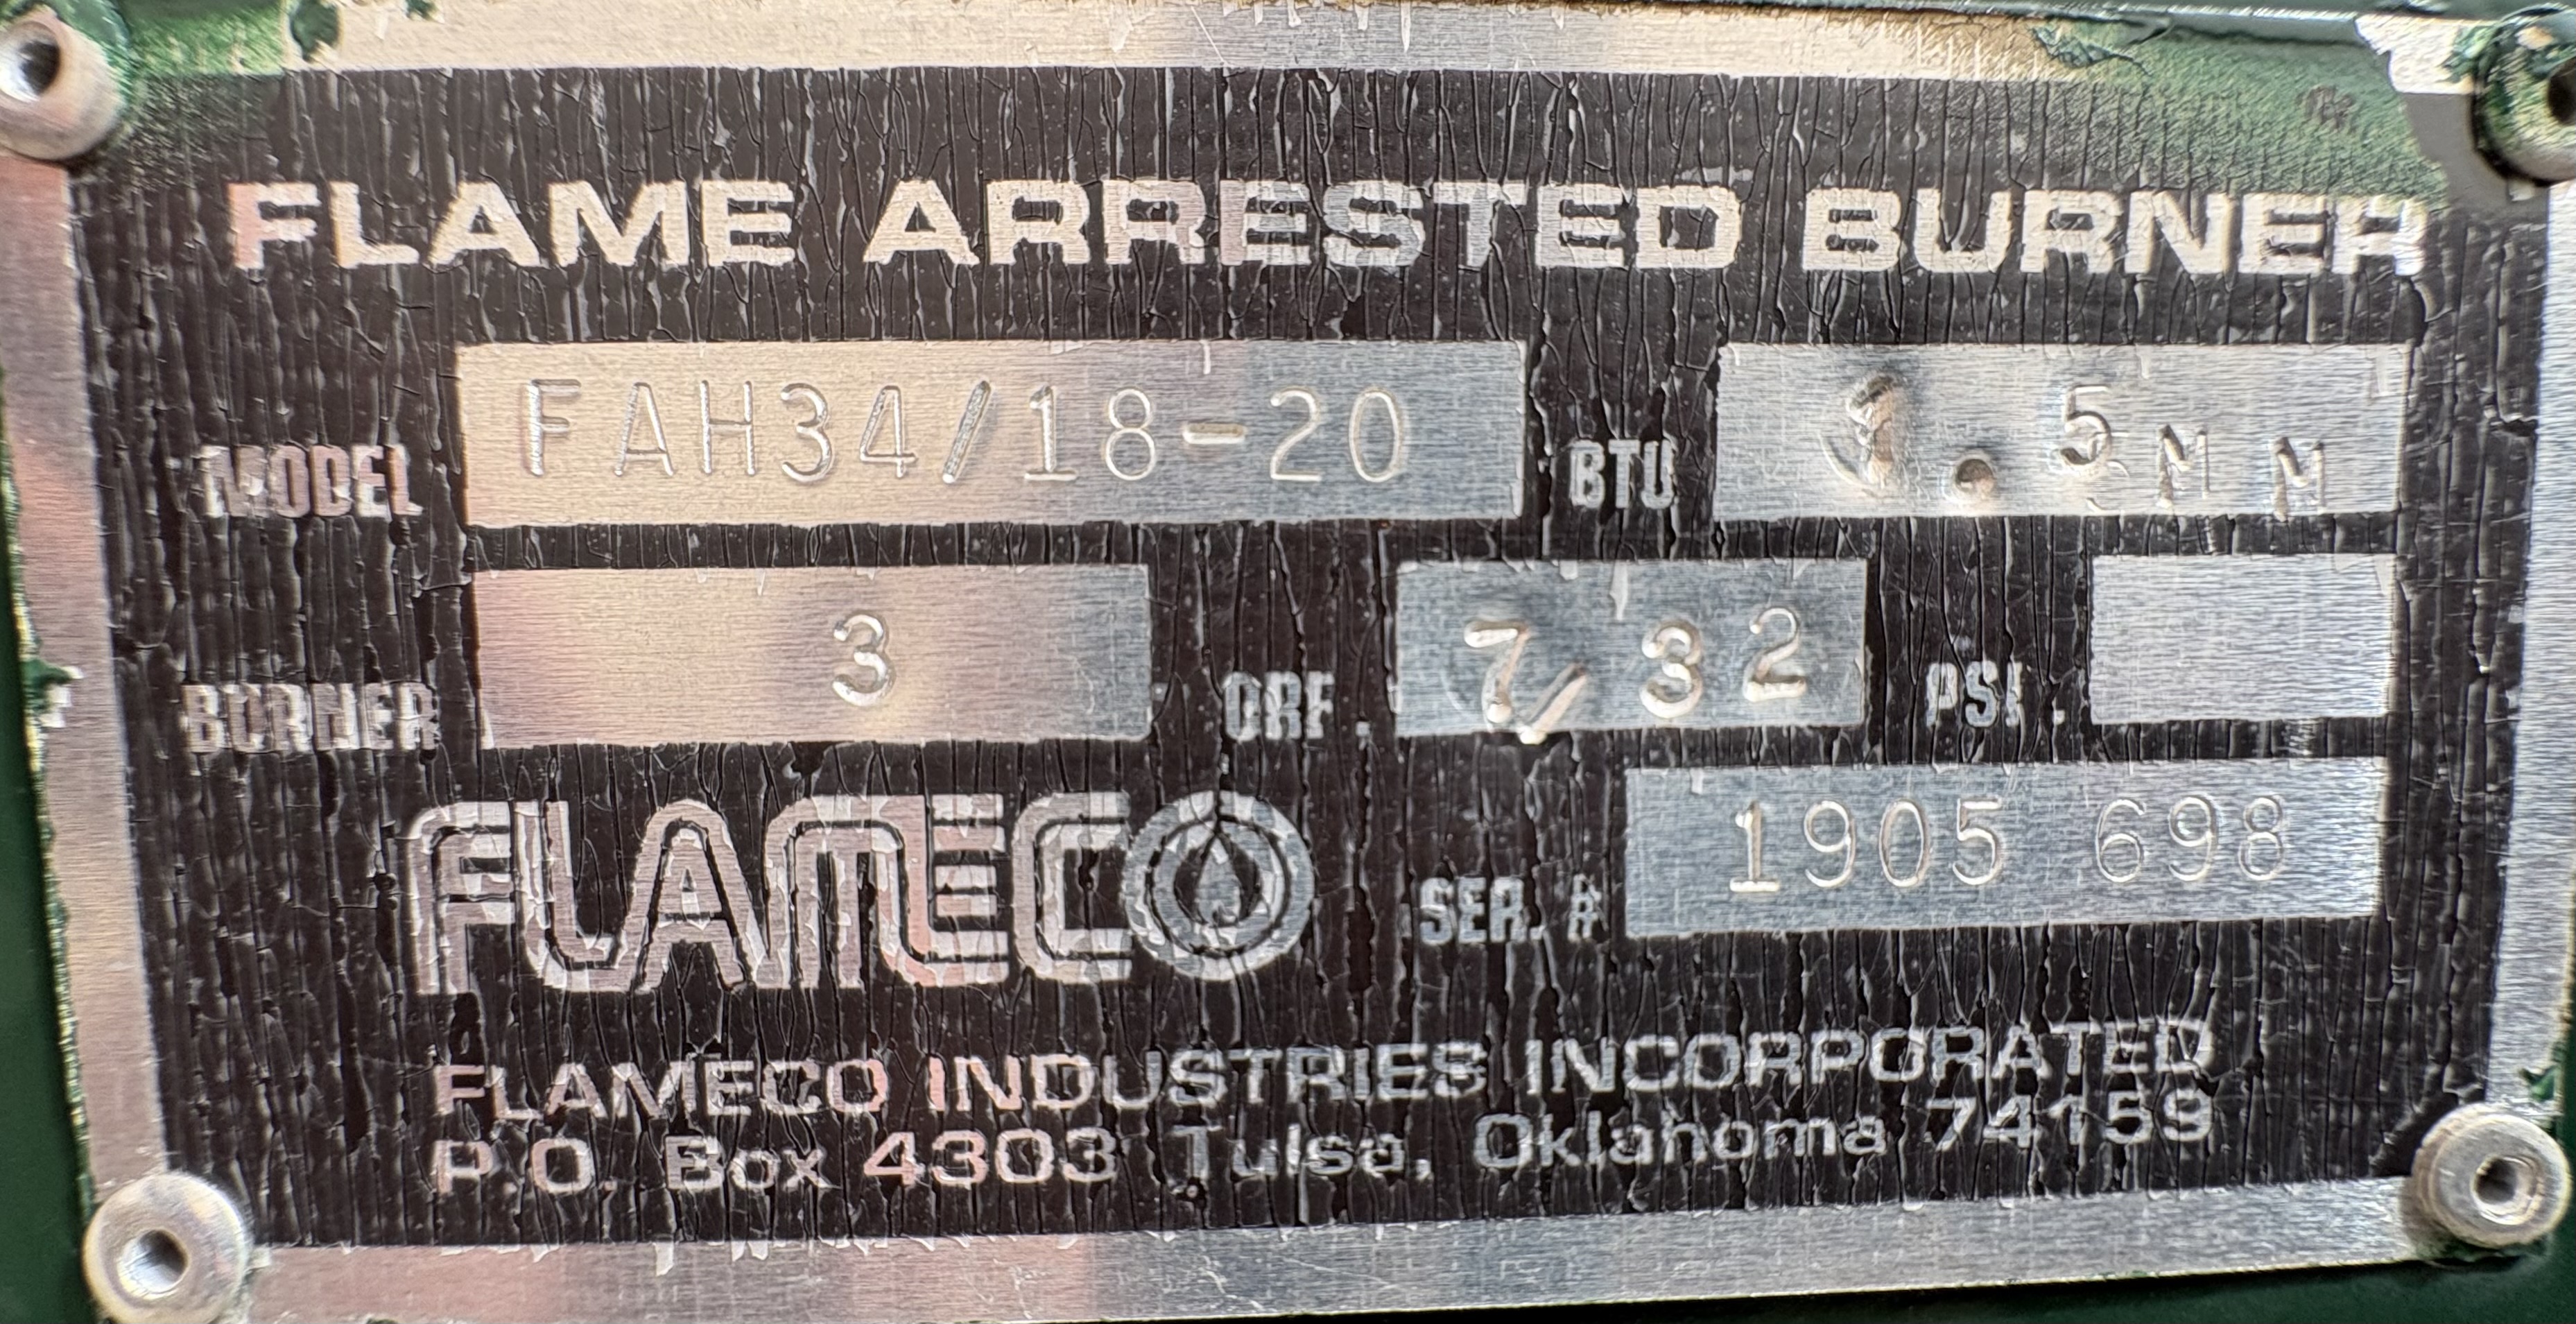 FLAME ARRESTED BURNER
MODEL FAH34/18-20 BTU 1.5MM
BURNER 3 ORF. 7/32 PSI.
FLAMECO SER. # 1905 698
FLAMECO INDUSTRIES INCORPORATED
P.O. Box 4303 Tulsa, Oklahoma 74159